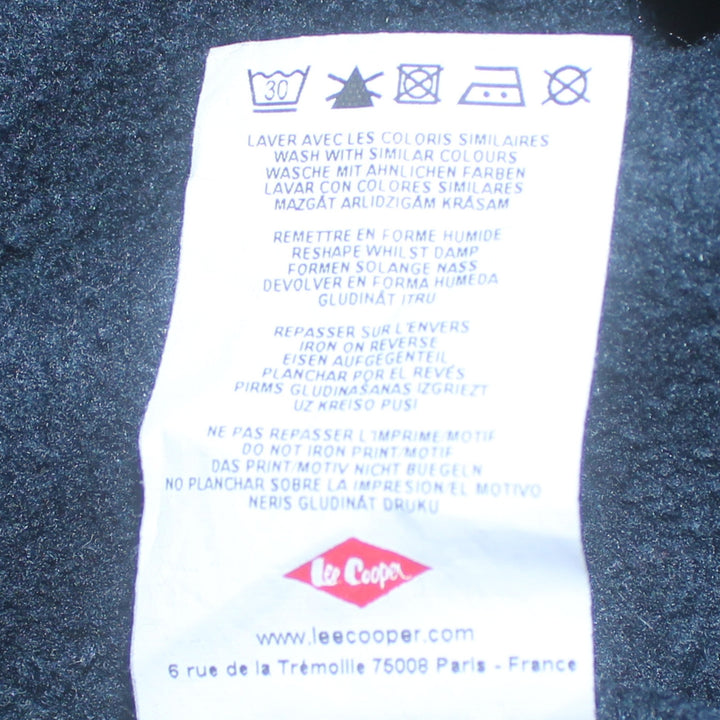 30
LAVER AVEC LES COLORIS SIMILAIRES
WASH WITH SIMILAR COLOURS
WASCHE MIT AHNLICHEN FARBEN
LAVAR CON COLORES SIMILARES
MAZGĀT ARLIDZIGĀM KRĀSAM
REMETTRE EN FORME HUMIDE
RESHAPE WHILST DAMP
FORMEN SOLANGE NASS
DEVOLVER EN FORMA HUMEDA
GLUDINĀT ITRU
REPASSER SUR L'ENVERS
IRON ON REVERSE
EISEN AUFGEGENTEIL
PLANCHAR POR EL REVÉS
PIRMS GLUDINAŠANAS IZGRIEZT
UZ KREISO PUSI
NE PAS REPASSER L'IMPRIME/MOTIF
DO NOT IRON PRINT/MOTIF
DAS PRINT/MOTIV NICHT BUEGELN
NO PLANCHAR SOBRE LA IMPRESION/EL MOTIVO
NERIS GLUDINĀT DRUKU
Lee Cooper
www.leecooper.com
6 rue de la Trémoille 75008 Paris - France